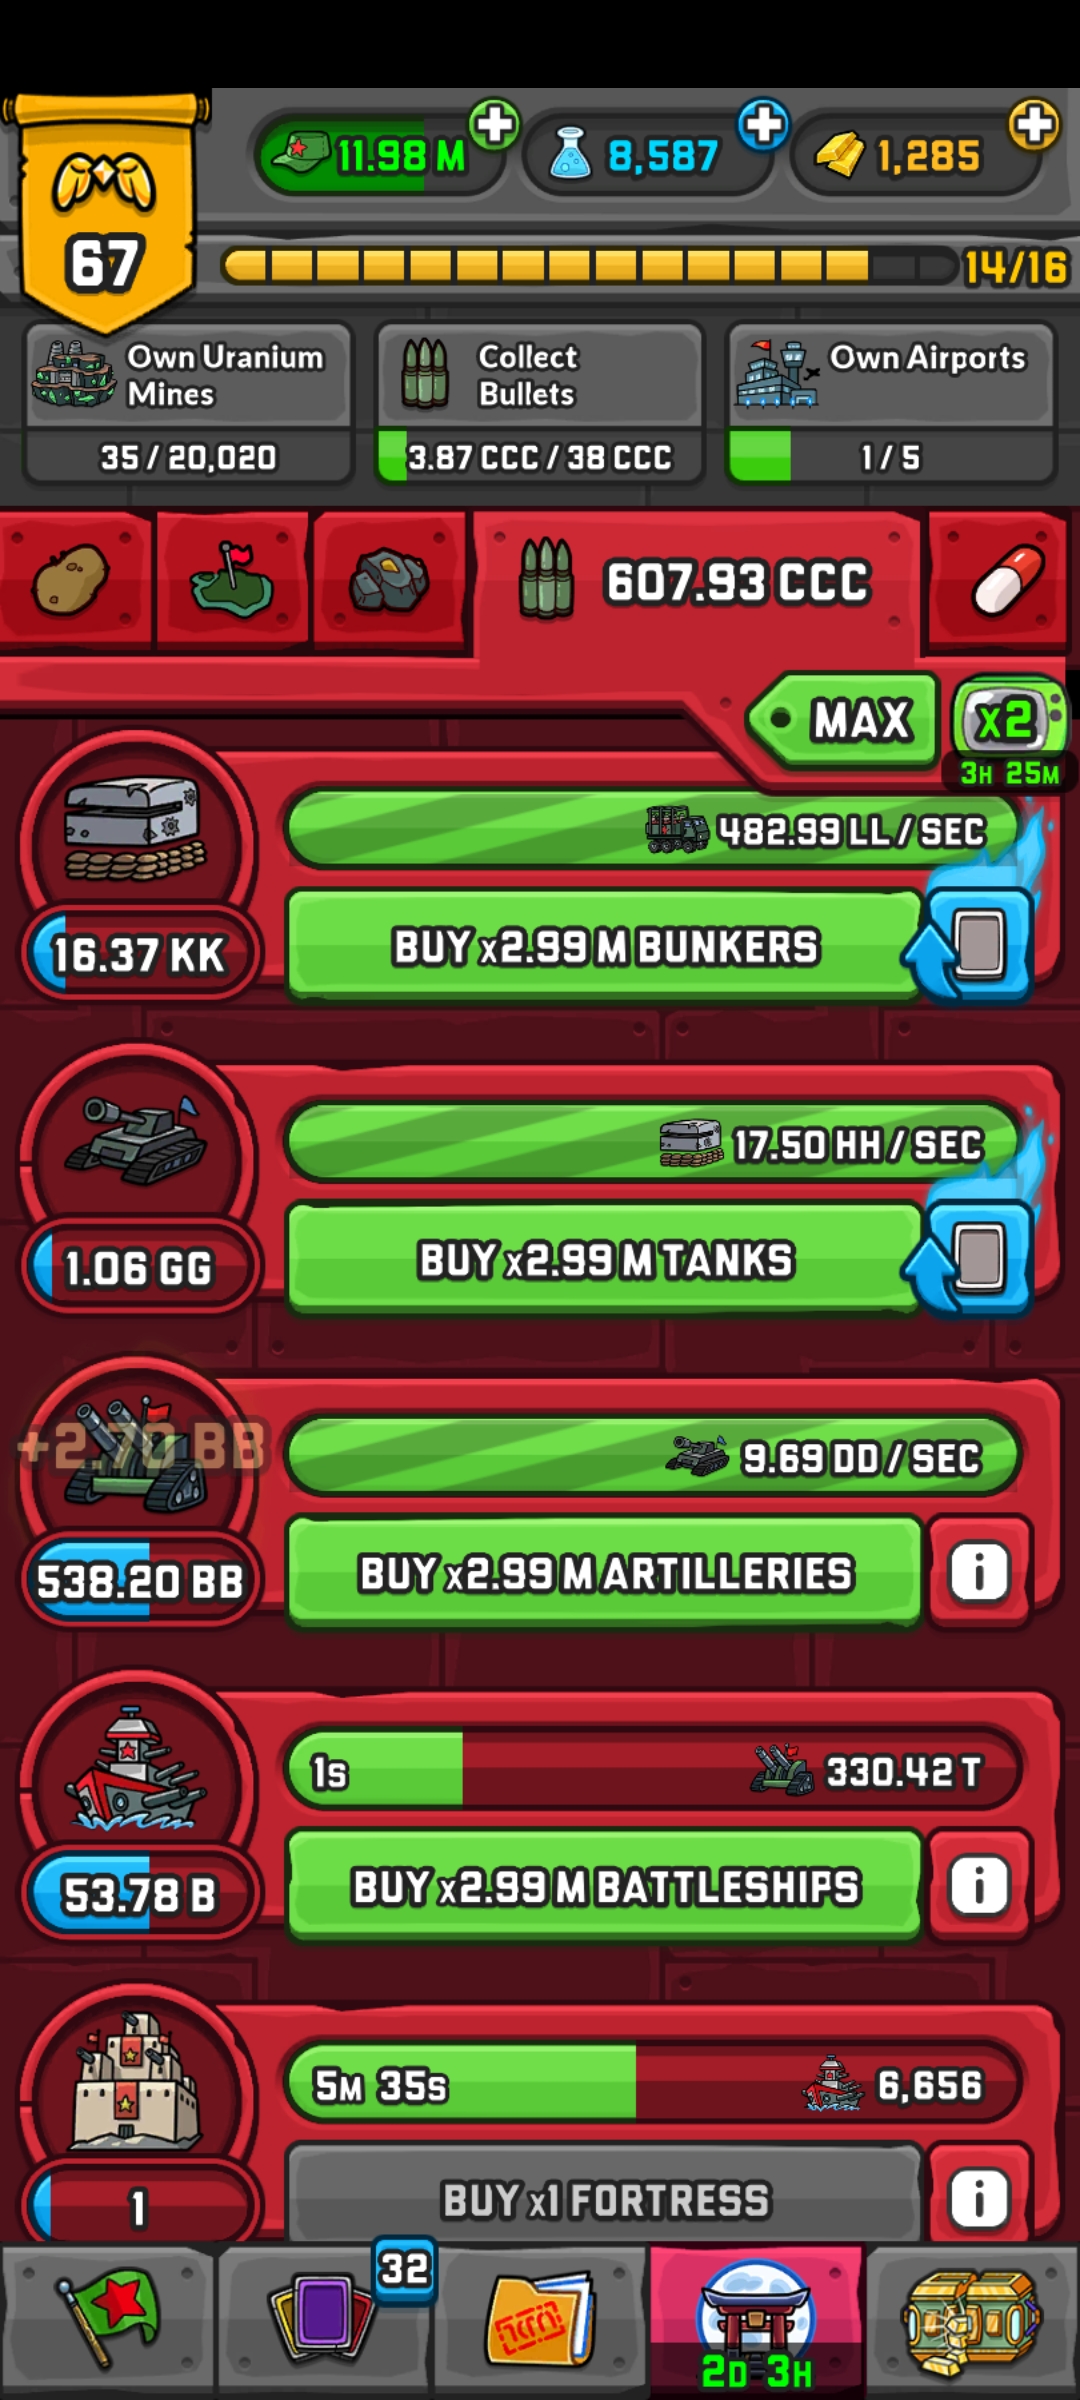 11.98 M
8,587
1,285
67
14/16
Own Uranium
Mines
35 / 20,020
Collect
Bullets
3.87 CCC / 38 CCC
Own Airports
1 / 5
607.93 CCC
MAX
x2
3H 25M
482.99 LL / SEC
16.37 KK
BUY x2.99 M BUNKERS
17.50 HH / SEC
1.06 GG
BUY x2.99 M TANKS
+2.70 BB
9.69 DD / SEC
538.20 BB
BUY x2.99 M ARTILLERIES
i
1S
330.42 T
53.78 B
BUY x2.99 M BATTLESHIPS
i
5M 35S
6,656
1
BUY x1 FORTRESS
i
32
2D 3H